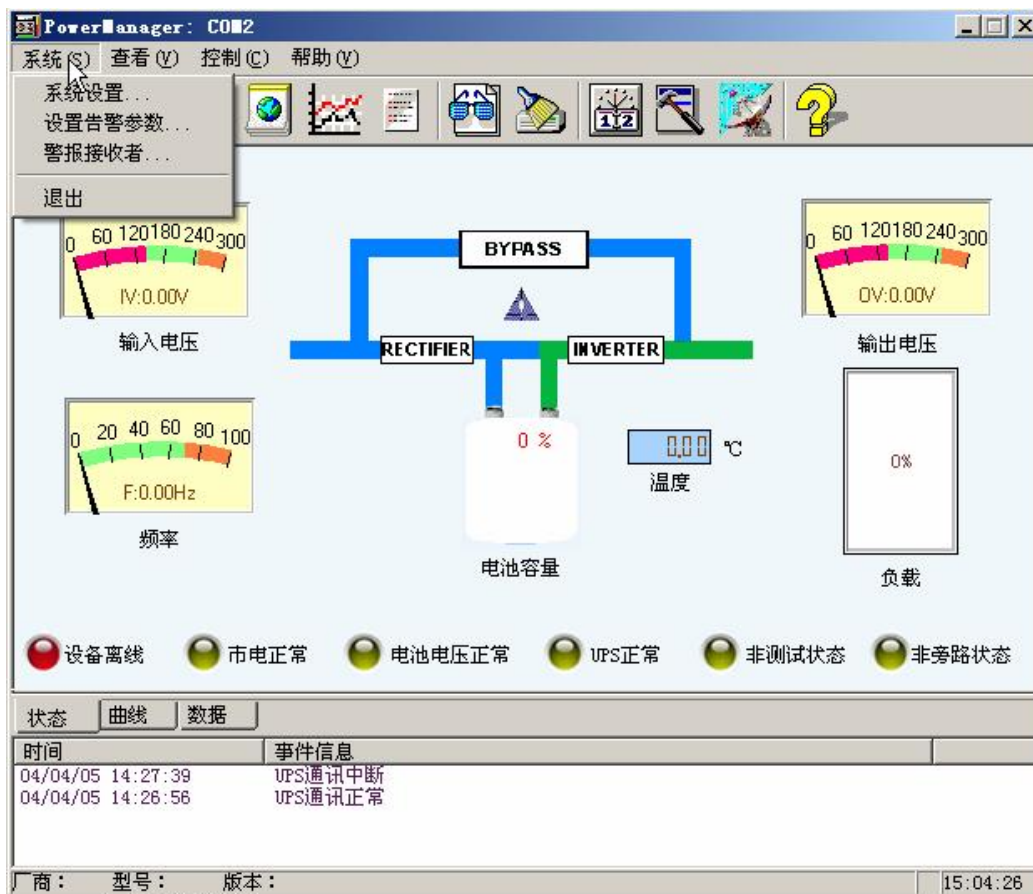 PowerManager: COM2
系统(S) 查看(V) 控制(C) 帮助(V)
系统设置...
设置告警参数...
警报接收者...
退出
0 60 120 180 240 300
IV:0.00V
输入电压
BYPASS
RECTIFIER
INVERTER
0 60 120 180 240 300
OV:0.00V
输出电压
0 20 40 60 80 100
F:0.00Hz
频率
0 %
电池容量
0.00 ℃
温度
0%
负载
设备离线 市电正常 电池电压正常 UPS正常 非测试状态 非旁路状态
状态 曲线 数据
时间 事件信息
04/04/05 14:27:39 UPS通讯中断
04/04/05 14:26:56 UPS通讯正常
厂商: 型号: 版本: 15:04:26